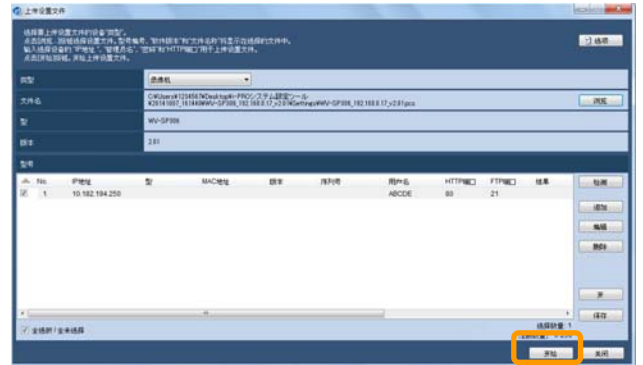 上传设置文件
选择要上传设置文件的设备"类型"。
点击[浏览...]按钮选择设置文件。型号编号、"软件版本"和"文件名称"将显示在选择的文件中。
输入选择设备的"IP地址"、"管理员名"、"密码"和"HTTP端口"用于上传设置文件。
点击[开始]按钮，开始上传设置文件。
选项
类型
摄像机
文件名
浏览
型
WV-SP306
版本
2.01
型号
No. IP地址 型 MAC地址 版本 序列号 用户名 HTTP端口 FTP端口 结果
1 10.182.194.250 ABCDE 80 21
检测
追加
编辑
删除
开
保存
全选択/全未选择
选择数量: 1
开始
关闭